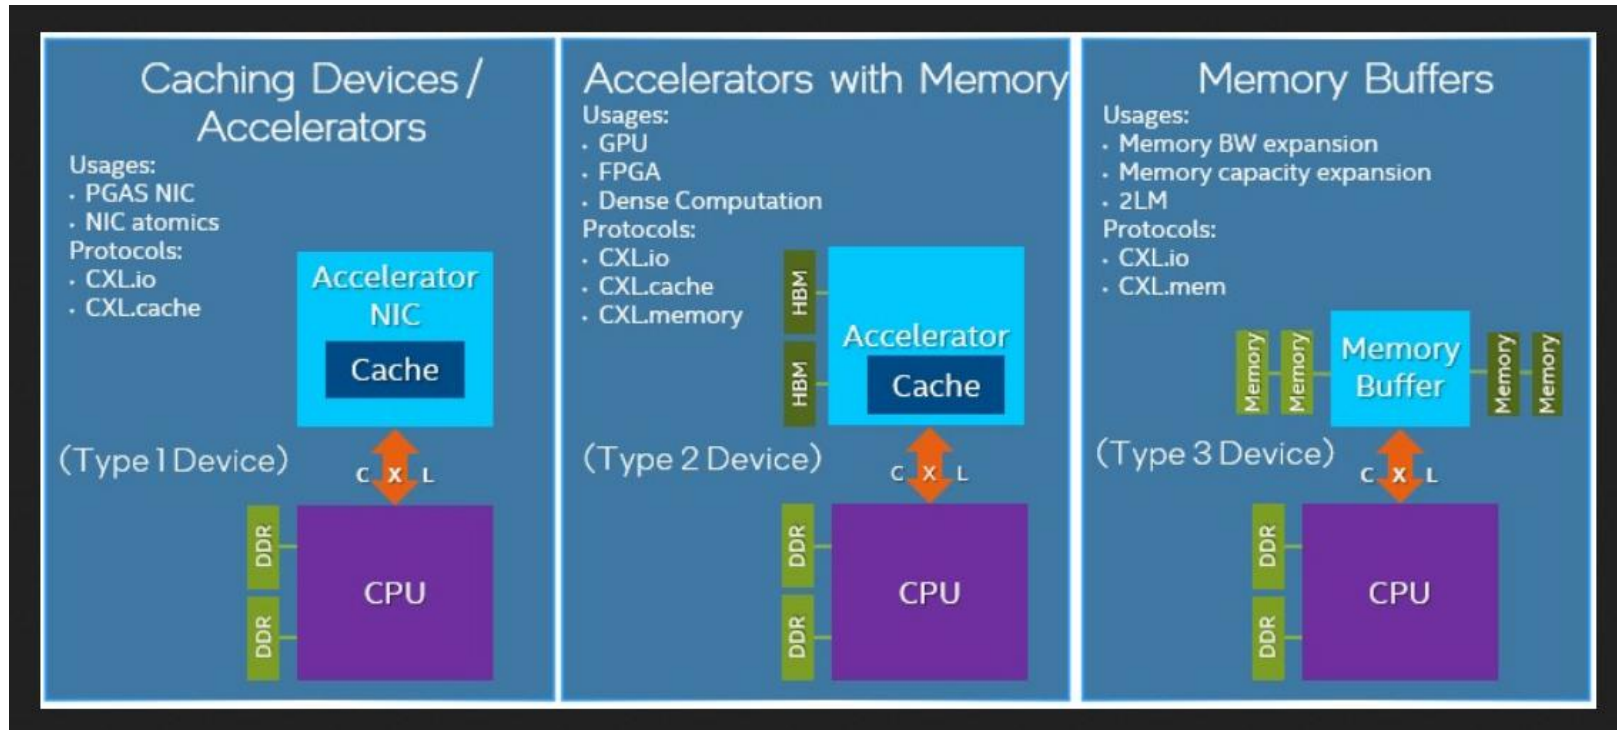 Caching Devices /
Accelerators
Usages:
• PGAS NIC
• NIC atomics
Protocols:
• CXL.io
• CXL.cache
Accelerator
NIC
Cache
(Type 1 Device)
C X L
DDR
DDR
CPU
Accelerators with Memory
Usages:
• GPU
• FPGA
• Dense Computation
Protocols:
• CXL.io
• CXL.cache
• CXL.memory
HBM
HBM
Accelerator
Cache
(Type 2 Device)
C X L
DDR
DDR
CPU
Memory Buffers
Usages:
• Memory BW expansion
• Memory capacity expansion
• 2LM
Protocols:
• CXL.io
• CXL.mem
Memory
Memory
Memory
Buffer
Memory
Memory
(Type 3 Device)
C X L
DDR
DDR
CPU